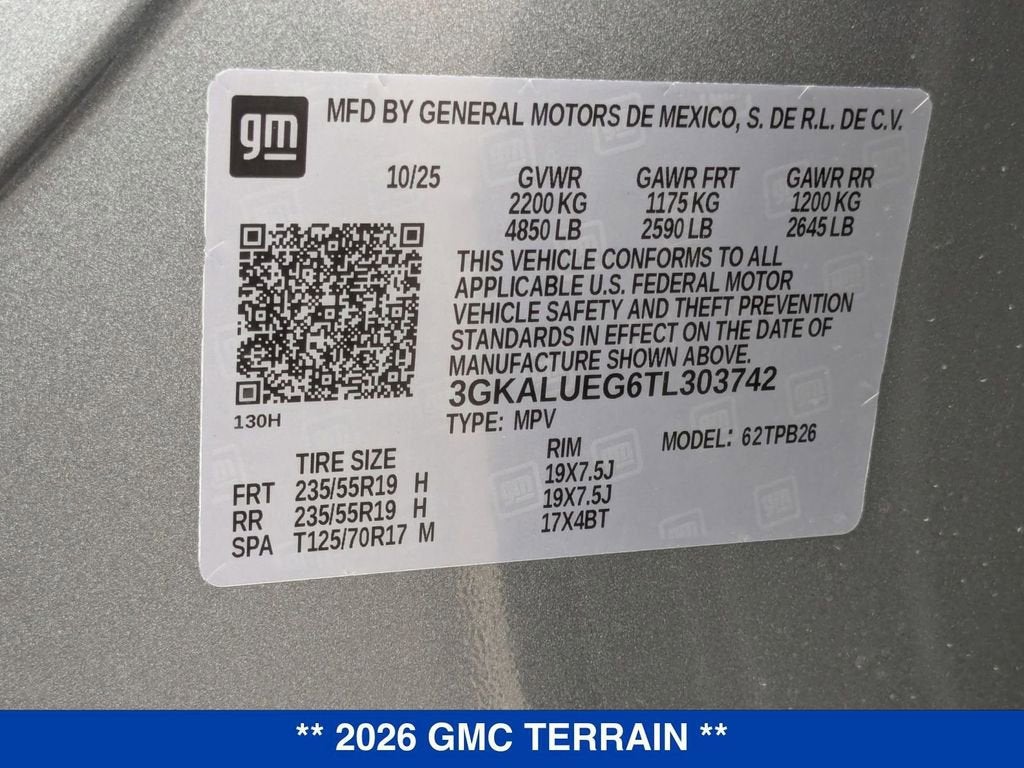 gm
MFD BY GENERAL MOTORS DE MEXICO, S. DE R.L. DE C.V.
10/25 GVWR GAWR FRT GAWR RR
2200 KG 1175 KG 1200 KG
4850 LB 2590 LB 2645 LB
THIS VEHICLE CONFORMS TO ALL
APPLICABLE U.S. FEDERAL MOTOR
VEHICLE SAFETY AND THEFT PREVENTION
STANDARDS IN EFFECT ON THE DATE OF
MANUFACTURE SHOWN ABOVE.
3GKALUEG6TL303742
130H
TYPE: MPV MODEL: 62TPB26
TIRE SIZE RIM
FRT 235/55R19 H 19X7.5J
RR 235/55R19 H 19X7.5J
SPA T125/70R17 M 17X4BT
** 2026 GMC TERRAIN **